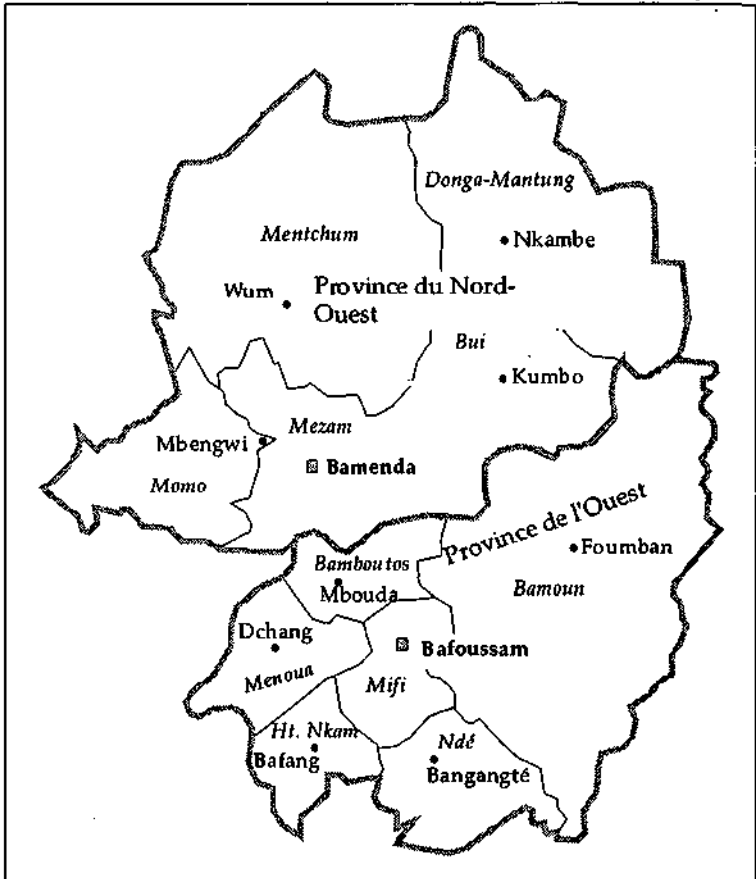 Donga-Mantung
Mentchum
Nkambe
Wum
Province du Nord-
Ouest
Bui
Kumbo
Mezam
Mbengwi
Bamenda
Momo
Province de l'Ouest
Foumban
Bamboutos
Mbouda
Bamoun
Dchang
Bafoussam
Menoua
Mifi
Ht. Nkam
Bafang
Ndé
Bangangté